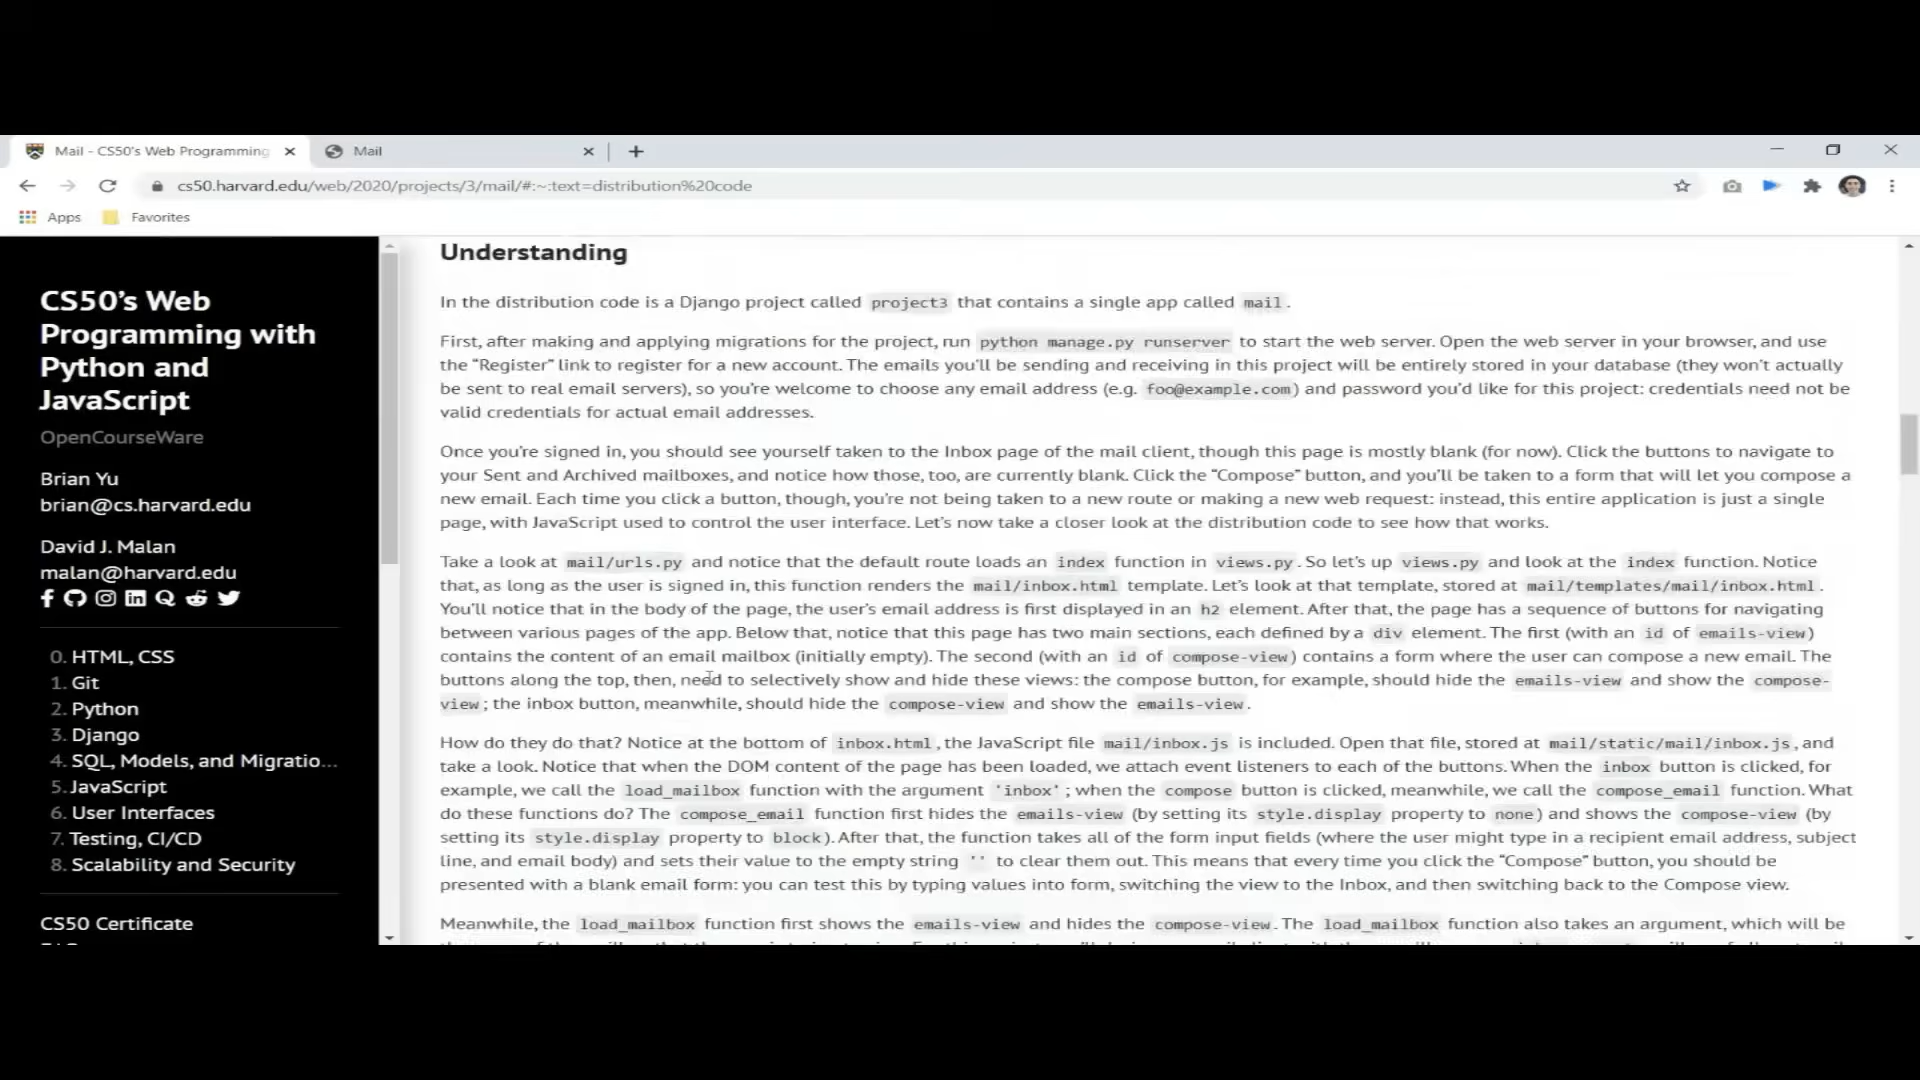 Mail - CS50's Web Programming
Mail
cs50.harvard.edu/web/2020/projects/3/mail/#:~:text=distribution%20code
Apps
Favorites
CS50's Web
Programming with
Python and
JavaScript
OpenCourseWare
Brian Yu
brian@cs.harvard.edu
David J. Malan
malan@harvard.edu
0. HTML, CSS
1. Git
2. Python
3. Django
4. SQL, Models, and Migratio...
5. JavaScript
6. User Interfaces
7. Testing, CI/CD
8. Scalability and Security
CS50 Certificate
Understanding
In the distribution code is a Django project called project3 that contains a single app called mail.
First, after making and applying migrations for the project, run python manage.py runserver to start the web server. Open the web server in your browser, and use
the “Register” link to register for a new account. The emails you’ll be sending and receiving in this project will be entirely stored in your database (they won’t actually
be sent to real email servers), so you’re welcome to choose any email address (e.g. foo@example.com) and password you’d like for this project: credentials need not be
valid credentials for actual email addresses.
Once you’re signed in, you should see yourself taken to the Inbox page of the mail client, though this page is mostly blank (for now). Click the buttons to navigate to
your Sent and Archived mailboxes, and notice how those, too, are currently blank. Click the “Compose” button, and you’ll be taken to a form that will let you compose a
new email. Each time you click a button, though, you’re not being taken to a new route or making a new web request: instead, this entire application is just a single
page, with JavaScript used to control the user interface. Let’s now take a closer look at the distribution code to see how that works.
Take a look at mail/urls.py and notice that the default route loads an index function in views.py. So let’s up views.py and look at the index function. Notice
that, as long as the user is signed in, this function renders the mail/inbox.html template. Let’s look at that template, stored at mail/templates/mail/inbox.html.
You’ll notice that in the body of the page, the user’s email address is first displayed in an h2 element. After that, the page has a sequence of buttons for navigating
between various pages of the app. Below that, notice that this page has two main sections, each defined by a div element. The first (with an id of emails-view)
contains the content of an email mailbox (initially empty). The second (with an id of compose-view) contains a form where the user can compose a new email. The
buttons along the top, then, need to selectively show and hide these views: the compose button, for example, should hide the emails-view and show the compose-
view; the inbox button, meanwhile, should hide the compose-view and show the emails-view.
How do they do that? Notice at the bottom of inbox.html, the JavaScript file mail/inbox.js is included. Open that file, stored at mail/static/mail/inbox.js, and
take a look. Notice that when the DOM content of the page has been loaded, we attach event listeners to each of the buttons. When the inbox button is clicked, for
example, we call the load_mailbox function with the argument 'inbox'; when the compose button is clicked, meanwhile, we call the compose_email function. What
do these functions do? The compose_email function first hides the emails-view (by setting its style.display property to none) and shows the compose-view (by
setting its style.display property to block). After that, the function takes all of the form input fields (where the user might type in a recipient email address, subject
line, and email body) and sets their value to the empty string '' to clear them out. This means that every time you click the “Compose” button, you should be
presented with a blank email form: you can test this by typing values into form, switching the view to the Inbox, and then switching back to the Compose view.
Meanwhile, the load_mailbox function first shows the emails-view and hides the compose-view. The load_mailbox function also takes an argument, which will be